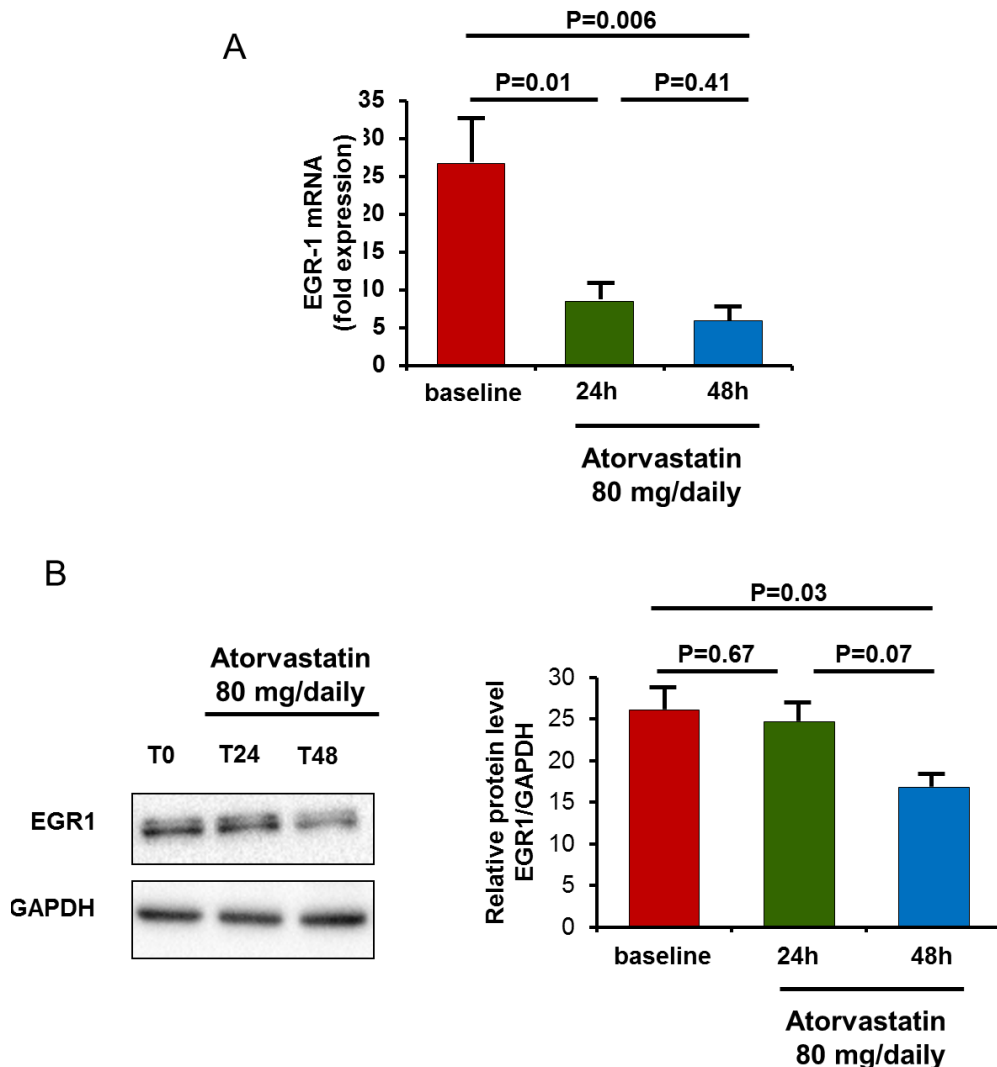 A
P=0.006
P=0.01
P=0.41
35
30
25
20
15
10
5
0
EGR-1 mRNA
(fold expression)
baseline
24h
48h
Atorvastatin
80 mg/daily
B
Atorvastatin
80 mg/daily
T0
T24
T48
EGR1
GAPDH
P=0.03
P=0.67
P=0.07
30
25
20
15
10
5
0
Relative protein level
EGR1/GAPDH
baseline
24h
48h
Atorvastatin
80 mg/daily